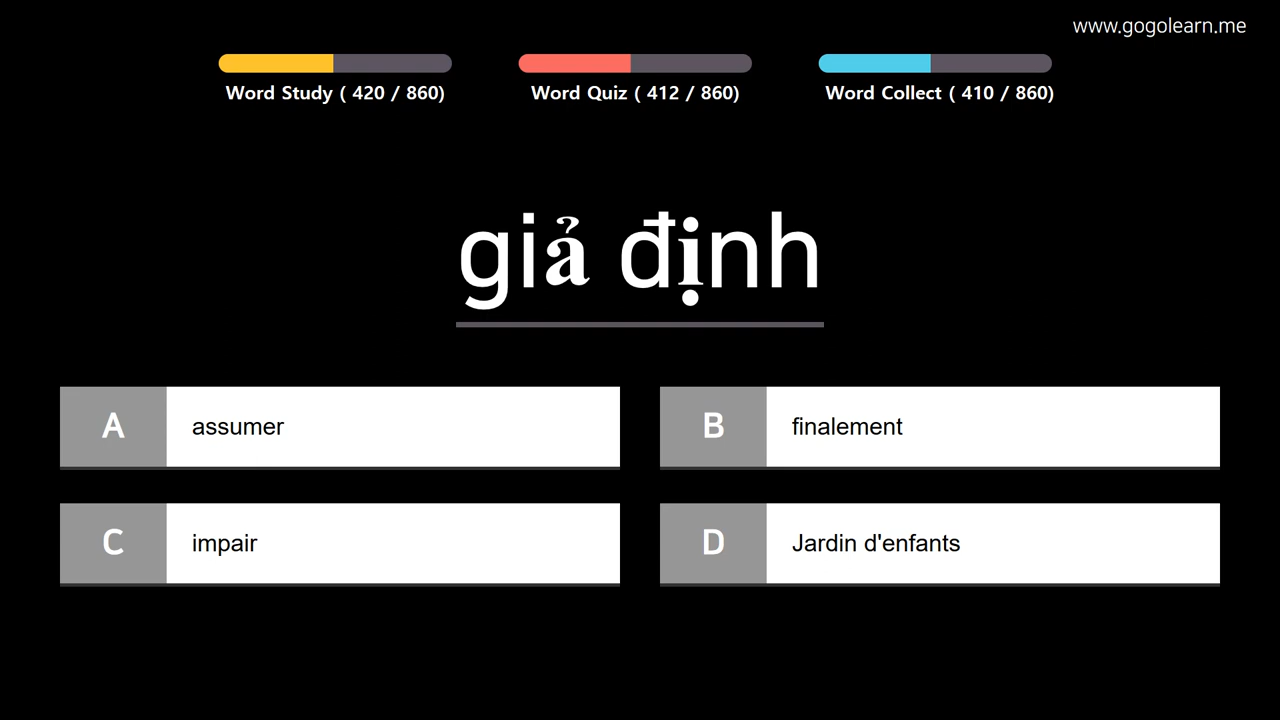 www.gogolearn.me
Word Study ( 420 / 860)
Word Quiz ( 412 / 860)
Word Collect ( 410 / 860)
giả định
A assumer
B finalement
C impair
D Jardin d'enfants